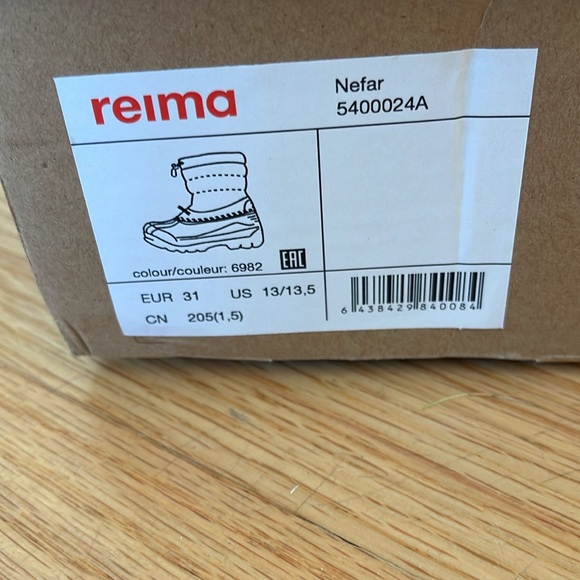 reima
Nefar
5400024A
colour/couleur: 6982
EAC
EUR 31 US 13/13,5
CN 205(1,5)
6 438429 840084